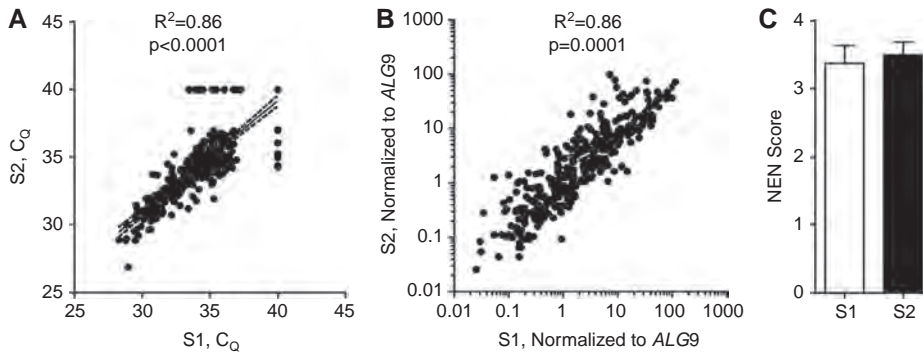 A
R²=0.86
p<0.0001
S2, C_Q
45
40
35
30
25
25
30
35
40
45
S1, C_Q
B
R²=0.86
p=0.0001
S2, Normalized to ALG9
1000
100
10
1
0.1
0.01
0.01
0.1
1
10
100
1000
S1, Normalized to ALG9
C
NEN Score
4
3
2
1
0
S1
S2